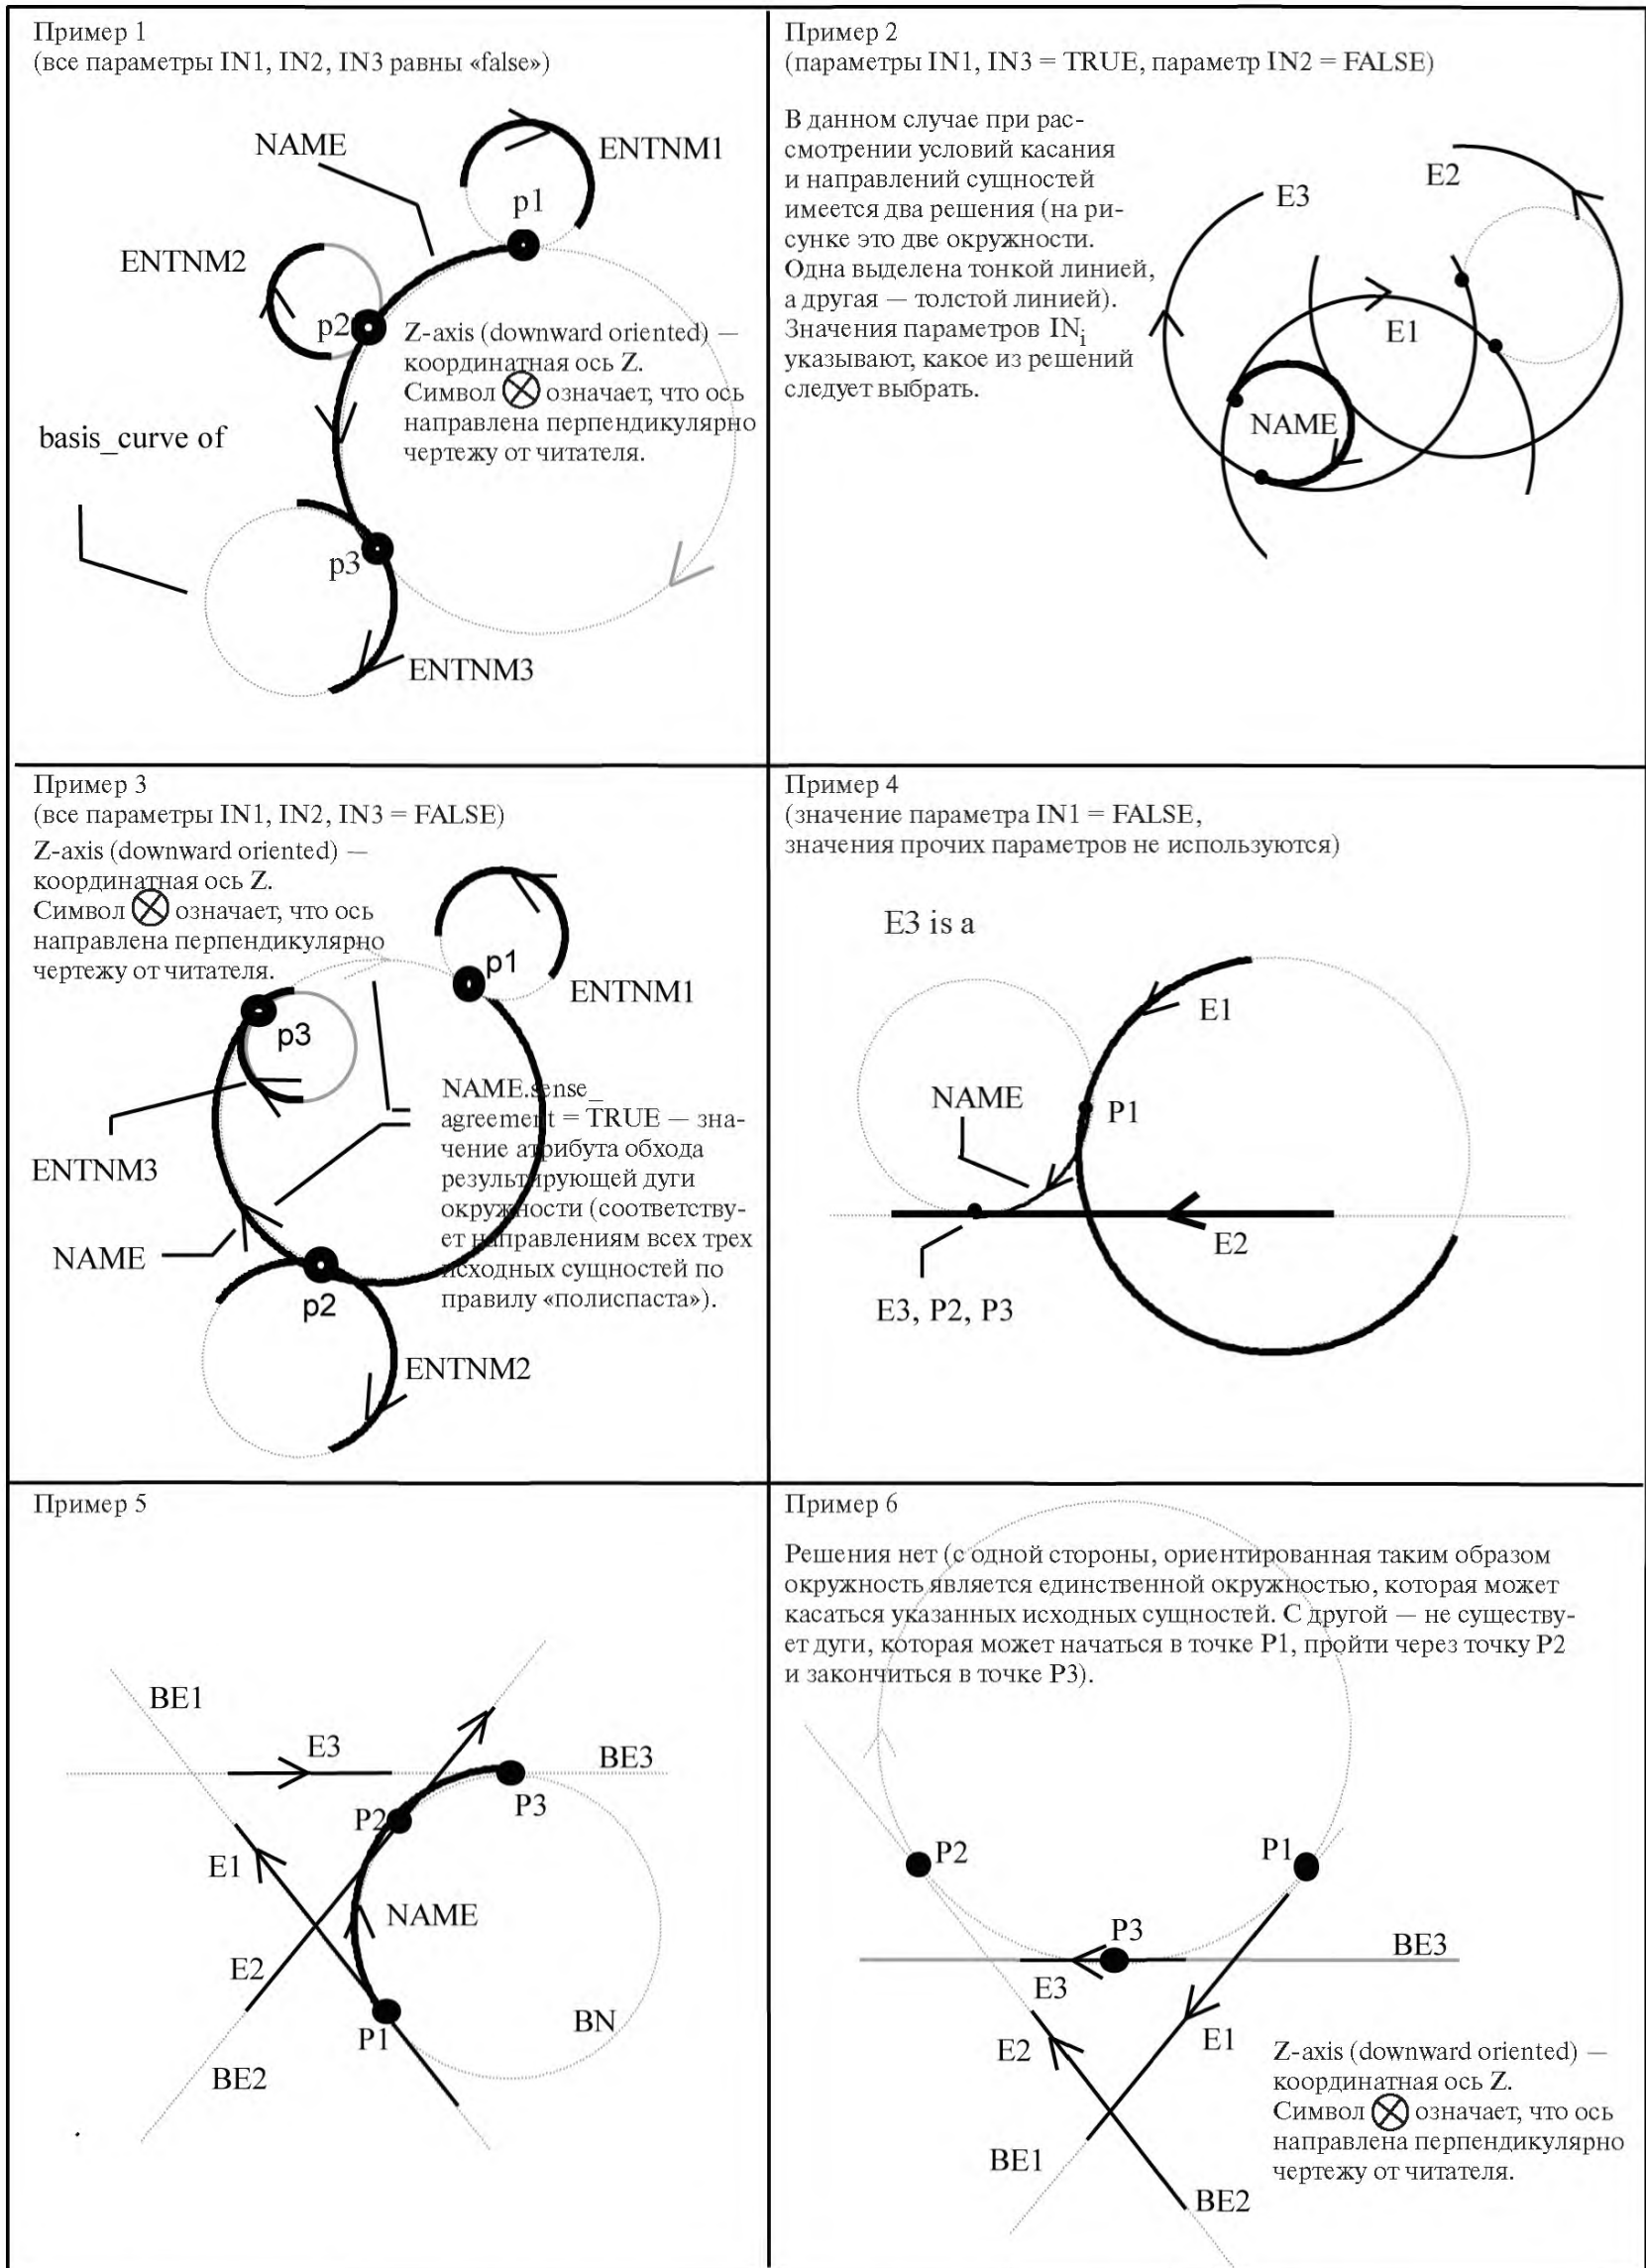 Пример 1
(все параметры IN1, IN2, IN3 равны «false»)
NAME
ENTNM1
p1
ENTNM2
p2
Z-axis (downward oriented) —
координатная ось Z.
Символ ⊗ означает, что ось
направлена перпендикулярно
чертежу от читателя.
basis_curve of
p3
ENTNM3
Пример 2
(параметры IN1, IN3 = TRUE, параметр IN2 = FALSE)
В данном случае при рас-
смотрении условий касания
и направлений сущностей
имеется два решения (на ри-
сунке это две окружности.
Одна выделена тонкой линией,
а другая — толстой линией).
Значения параметров INi
указывают, какое из решений
следует выбрать.
E2
E3
E1
NAME
Пример 3
(все параметры IN1, IN2, IN3 = FALSE)
Z-axis (downward oriented) —
координатная ось Z.
Символ ⊗ означает, что ось
направлена перпендикулярно
чертежу от читателя.
p1
ENTNM1
p3
NAME.sense_
agreement = TRUE — зна-
чение атрибута обхода
результирующей дуги
окружности (соответству-
ет направлениям всех трех
исходных сущностей по
правилу «полиспаста»).
ENTNM3
NAME
p2
ENTNM2
Пример 4
(значение параметра IN1 = FALSE,
значения прочих параметров не используются)
E3 is a
E1
NAME
P1
E2
E3, P2, P3
Пример 5
BE1
E3
BE3
P3
P2
E1
NAME
E2
P1
BN
BE2
Пример 6
Решения нет (с одной стороны, ориентированная таким образом
окружность является единственной окружностью, которая может
касаться указанных исходных сущностей. С другой — не существу-
ет дуги, которая может начаться в точке P1, пройти через точку P2
и закончиться в точке P3).
P2
P1
P3
BE3
E3
E1
E2
Z-axis (downward oriented) —
координатная ось Z.
Символ ⊗ означает, что ось
направлена перпендикулярно
чертежу от читателя.
BE1
BE2